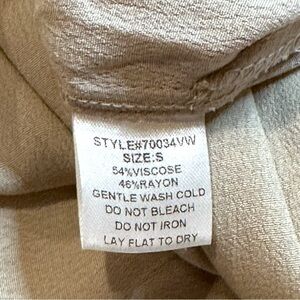 STYLE#70034VW
SIZE:S
54%VISCOSE
46%RAYON
GENTLE WASH COLD
DO NOT BLEACH
DO NOT IRON
LAY FLAT TO DRY